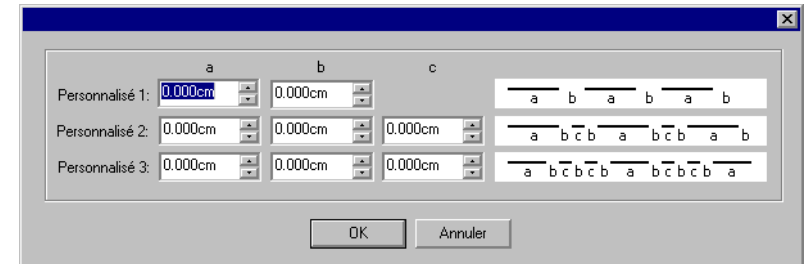 a b c
Personnalisé 1: 0.000cm 0.000cm a b a b a b
Personnalisé 2: 0.000cm 0.000cm 0.000cm a b c b a b c b a b
Personnalisé 3: 0.000cm 0.000cm 0.000cm a b c b c b a b c b c b a
OK Annuler